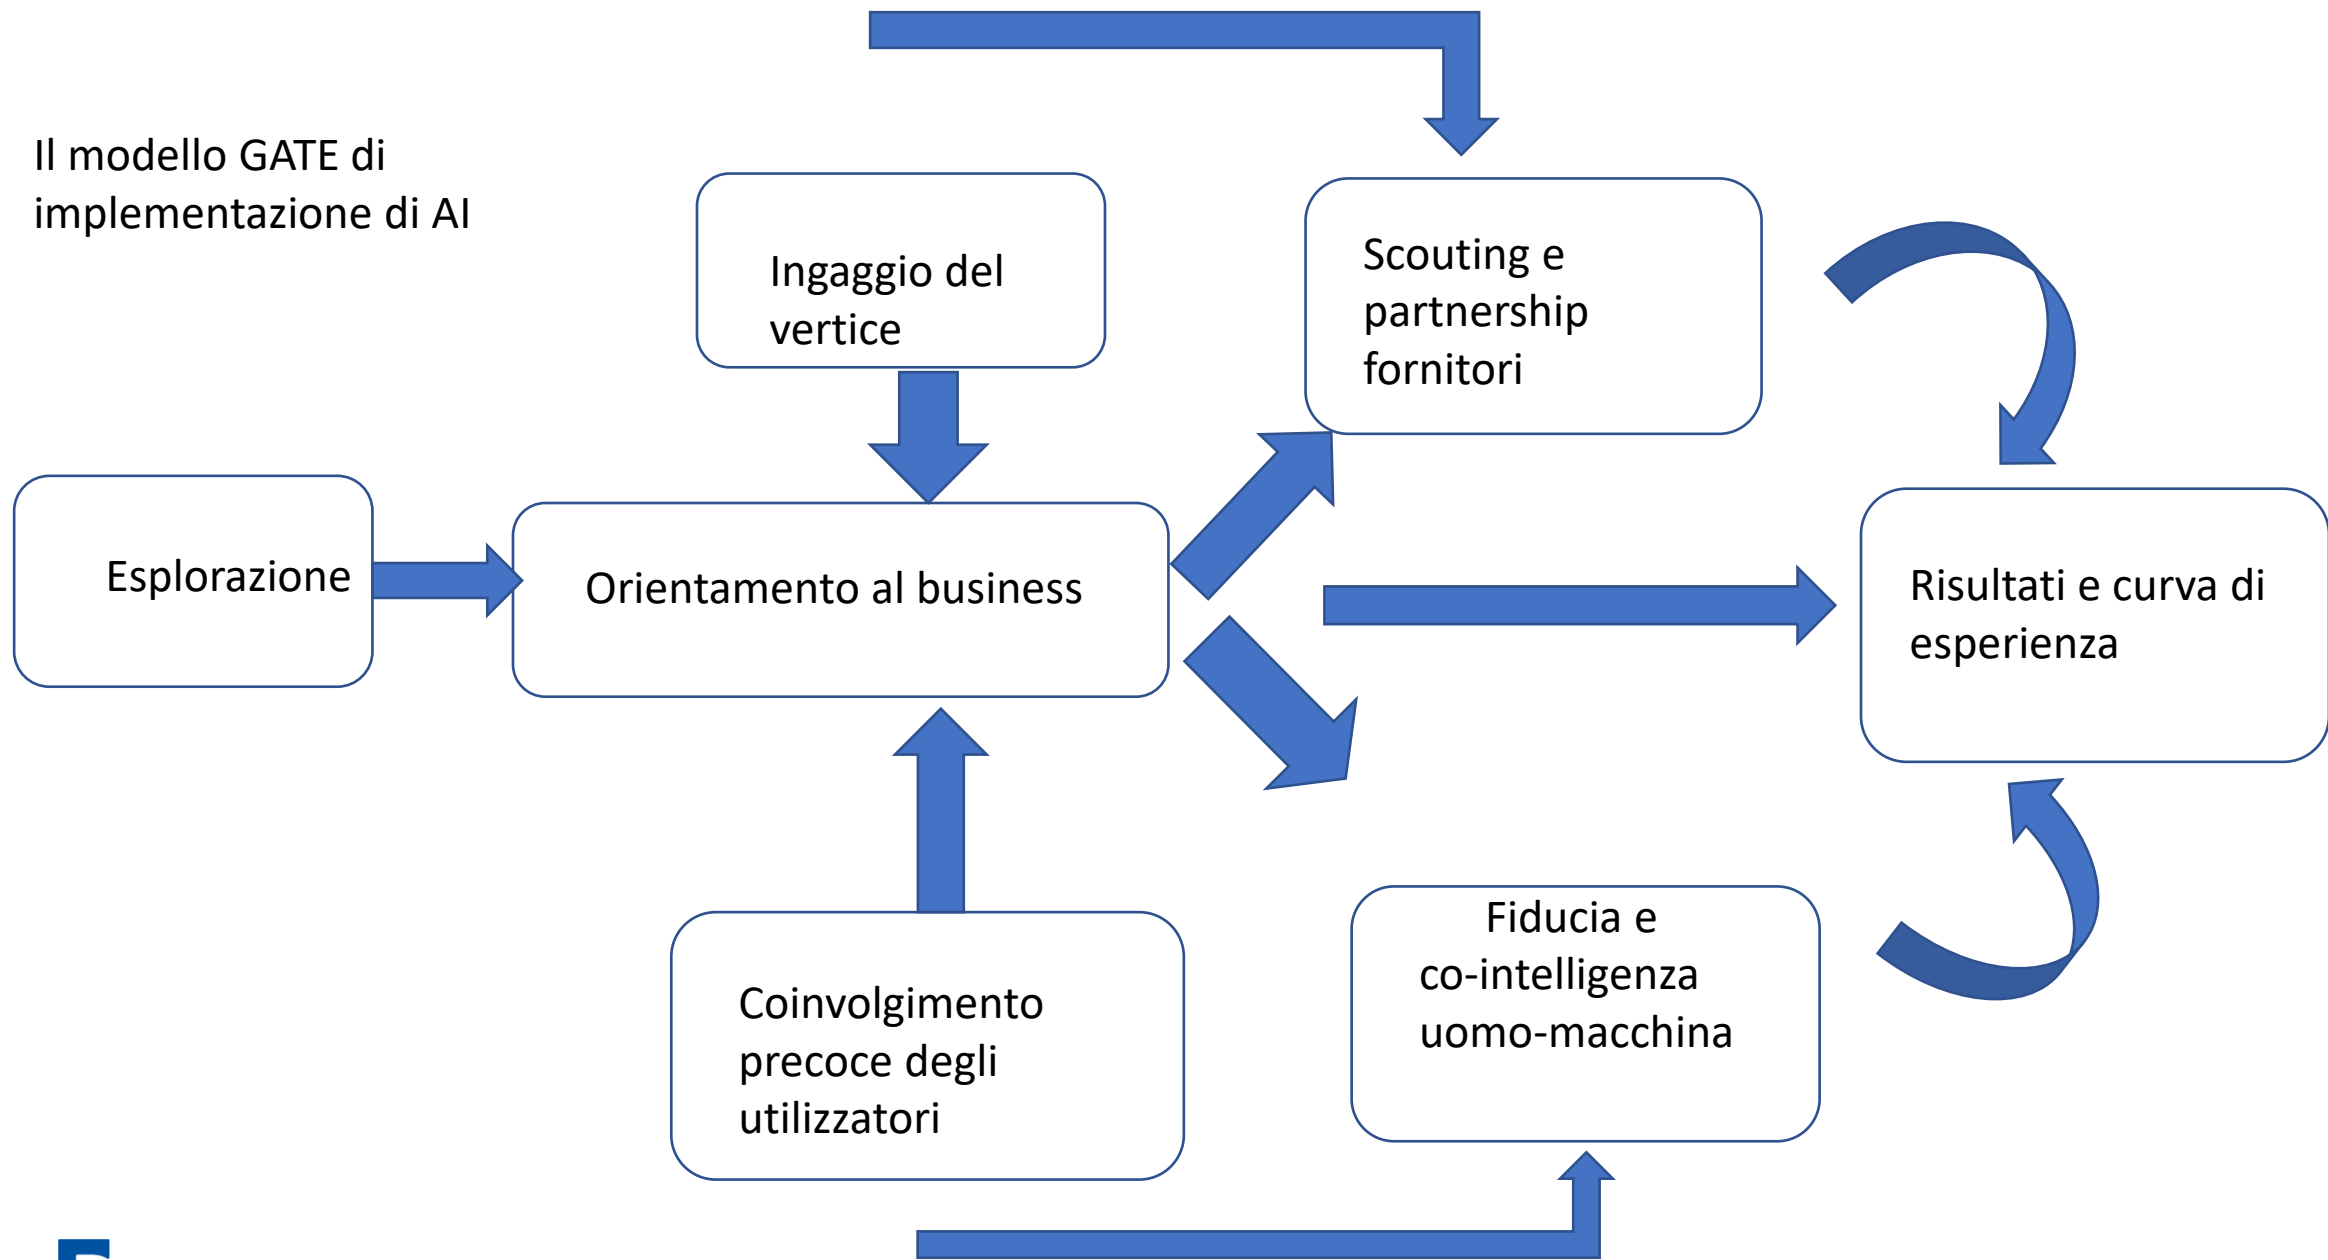 Il modello GATE di
implementazione di AI
Ingaggio del
vertice
Scouting e
partnership
fornitori
Esplorazione
Orientamento al business
Risultati e curva di
esperienza
Coinvolgimento
precoce degli
utilizzatori
Fiducia e
co-intelligenza
uomo-macchina